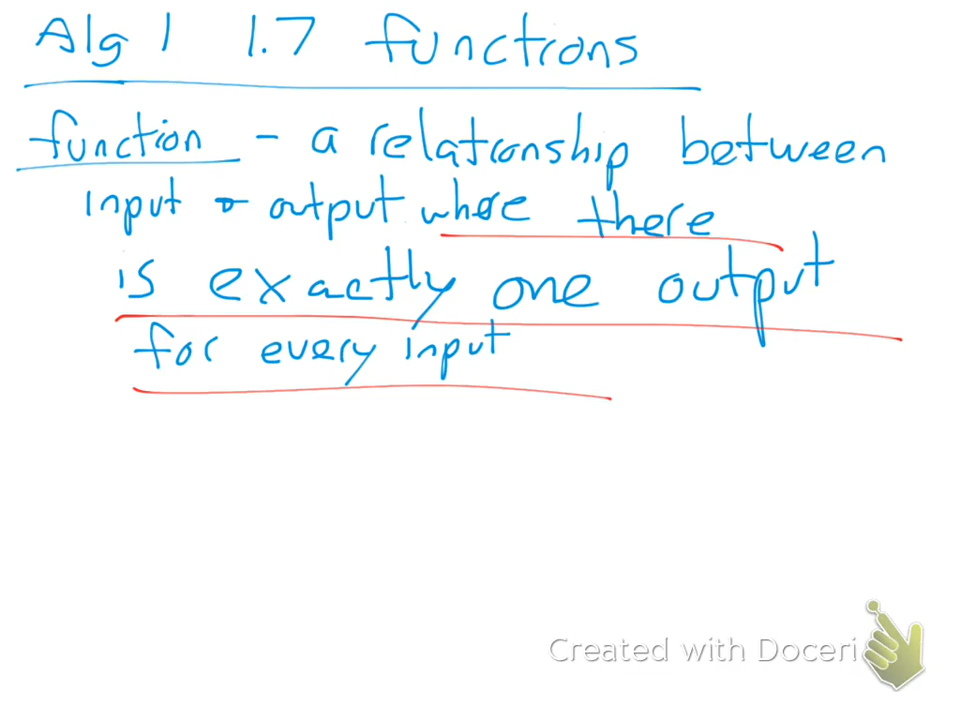 Alg 1 1.7 functions
function - a relationship between
input & output where there
is exactly one output
for every input
Created with Doceri